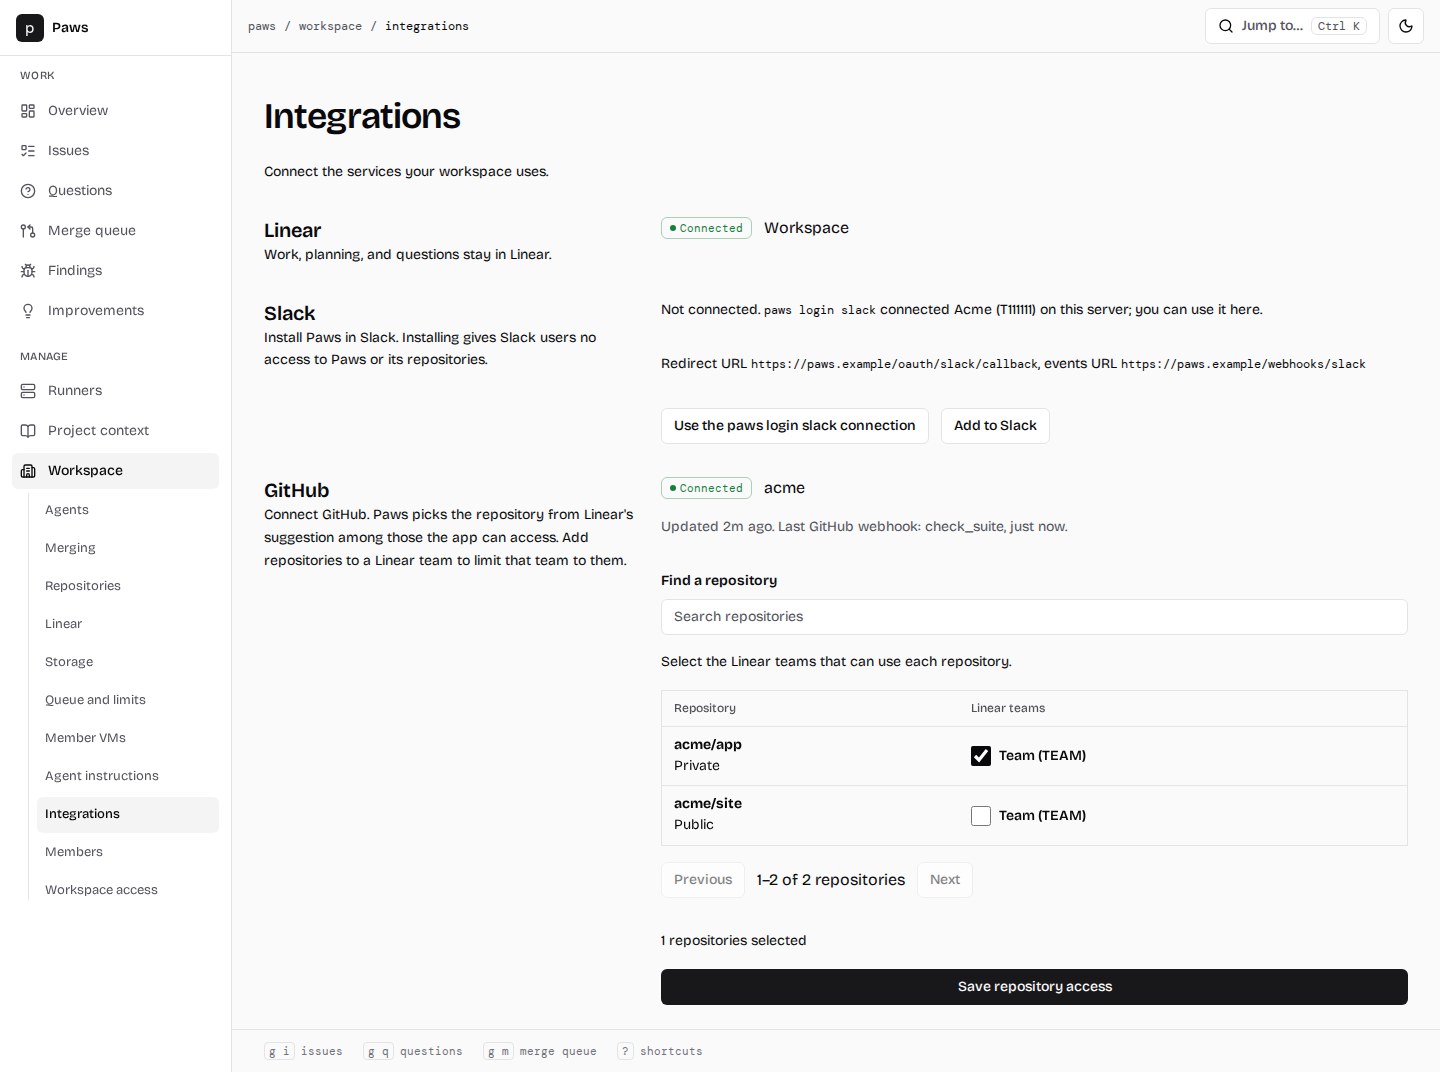 p Paws
paws / workspace / integrations
Jump to... Ctrl K
WORK
Overview
Issues
Questions
Merge queue
Findings
Improvements
MANAGE
Runners
Project context
Workspace
Agents
Merging
Repositories
Linear
Storage
Queue and limits
Member VMs
Agent instructions
Integrations
Members
Workspace access
Integrations
Connect the services your workspace uses.
Linear
Work, planning, and questions stay in Linear.
Connected Workspace
Slack
Install Paws in Slack. Installing gives Slack users no
access to Paws or its repositories.
Not connected. paws login slack connected Acme (T111111) on this server; you can use it here.
Redirect URL https://paws.example/oauth/slack/callback, events URL https://paws.example/webhooks/slack
Use the paws login slack connection
Add to Slack
GitHub
Connect GitHub. Paws picks the repository from Linear's
suggestion among those the app can access. Add
repositories to a Linear team to limit that team to them.
Connected acme
Updated 2m ago. Last GitHub webhook: check_suite, just now.
Find a repository
Search repositories
Select the Linear teams that can use each repository.
Repository Linear teams
acme/app
Private
Team (TEAM)
acme/site
Public
Team (TEAM)
Previous 1–2 of 2 repositories Next
1 repositories selected
Save repository access
g i issues g q questions g m merge queue ? shortcuts